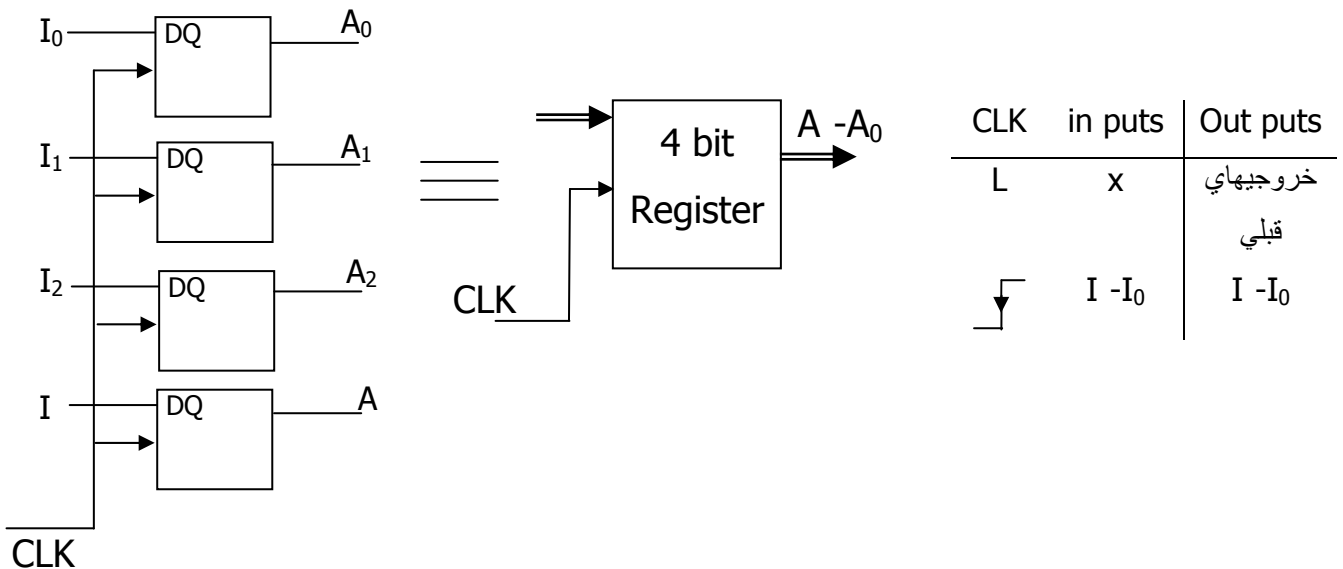 I₀ DQ A₀
I₁ DQ A₁
I₂ DQ A₂
I DQ A
CLK
4 bit
Register
A -A₀
CLK
CLK in puts Out puts
L x خروجيهاي
قبلي
I -I₀ I -I₀